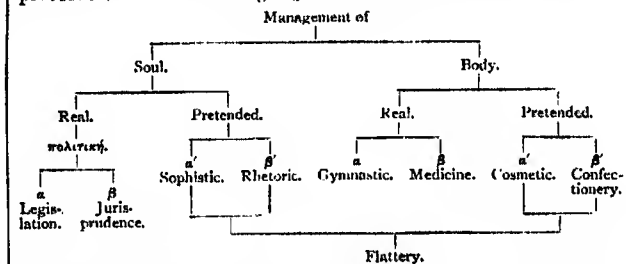 Management of
Soul. Body.
Real. Pretended. Real. Pretended.
πολιτική. α′ β′ α β α′ β′
Sophistic. Rhetoric. Gymnastic. Medicine. Cosmetic. Confec-
tionery.
α β
Legis- Juris-
lation. prudence.
Flattery.